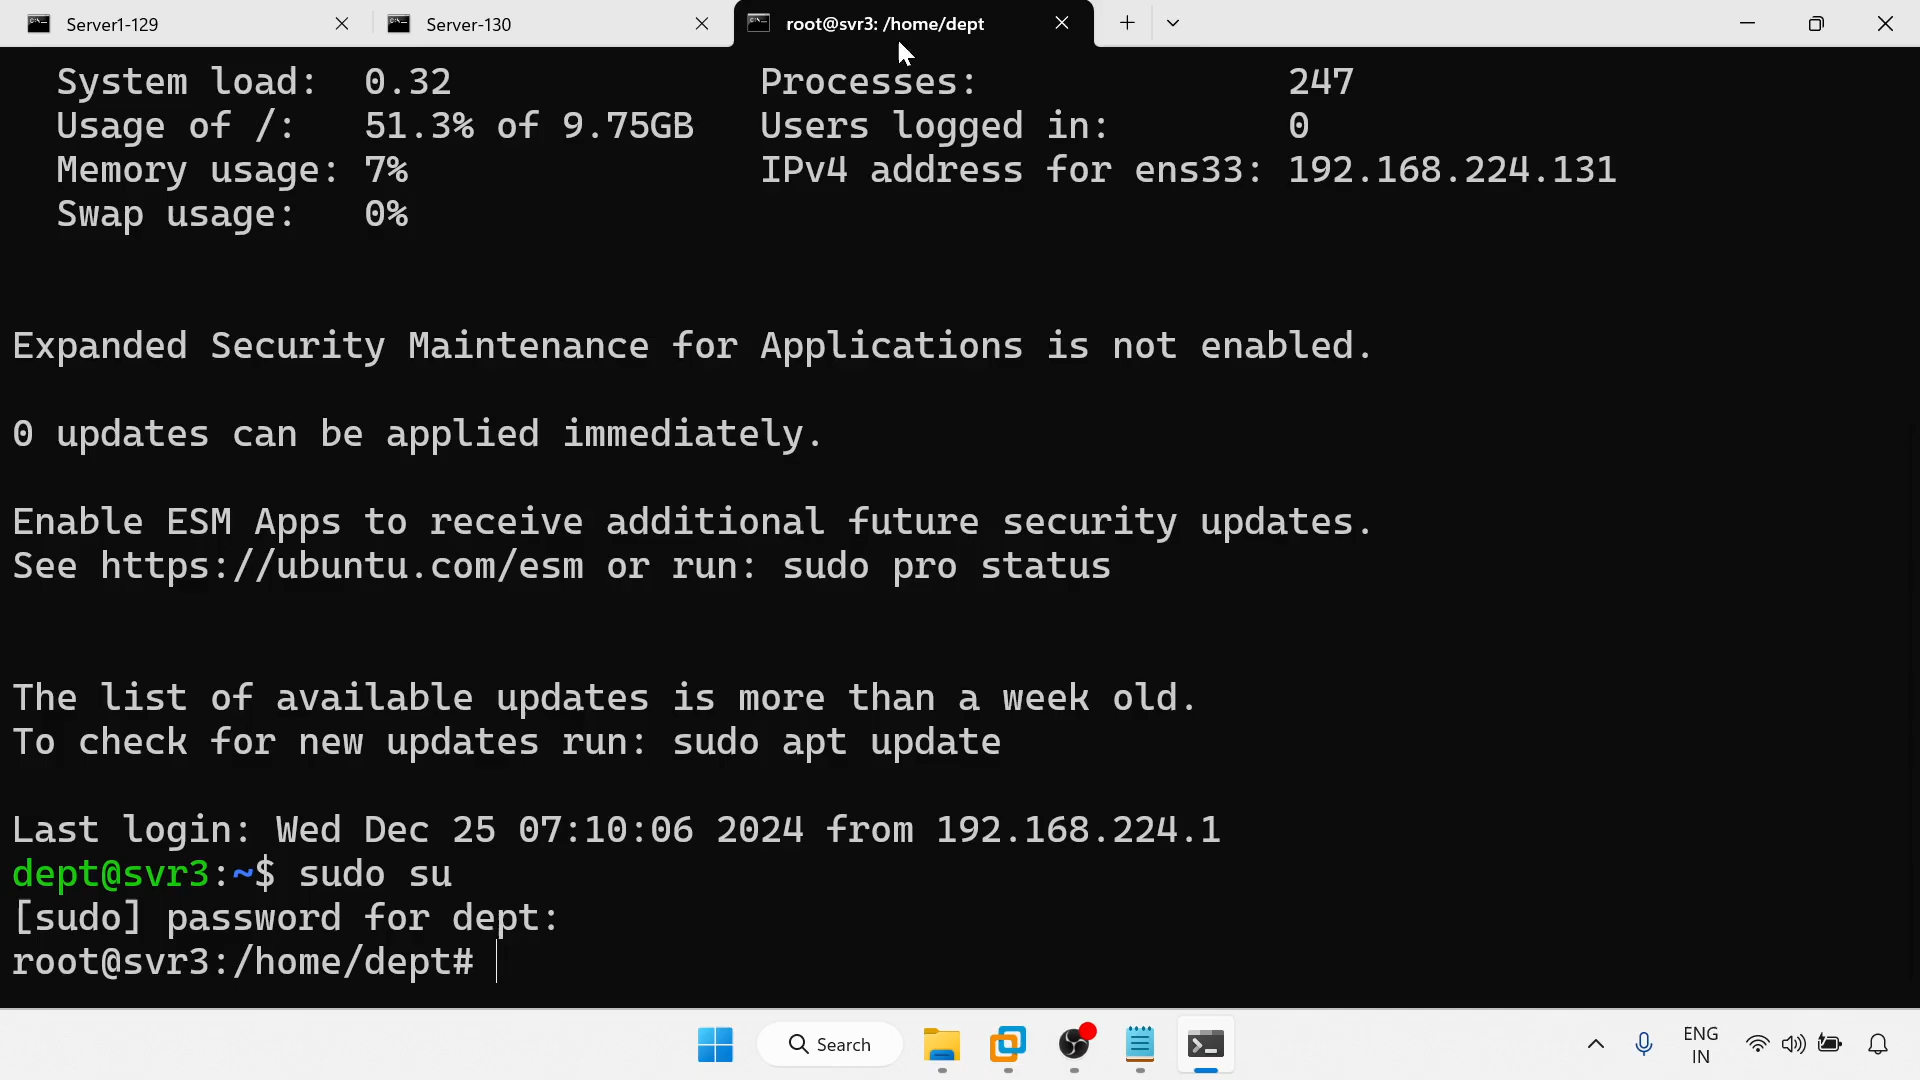 Server1-129
Server-130
root@svr3: /home/dept
System load: 0.32 Processes: 247
Usage of /: 51.3% of 9.75GB Users logged in: 0
Memory usage: 7% IPv4 address for ens33: 192.168.224.131
Swap usage: 0%
Expanded Security Maintenance for Applications is not enabled.
0 updates can be applied immediately.
Enable ESM Apps to receive additional future security updates.
See https://ubuntu.com/esm or run: sudo pro status
The list of available updates is more than a week old.
To check for new updates run: sudo apt update
Last login: Wed Dec 25 07:10:06 2024 from 192.168.224.1
dept@svr3:~$ sudo su
[sudo] password for dept:
root@svr3:/home/dept#
Search
ENG
IN